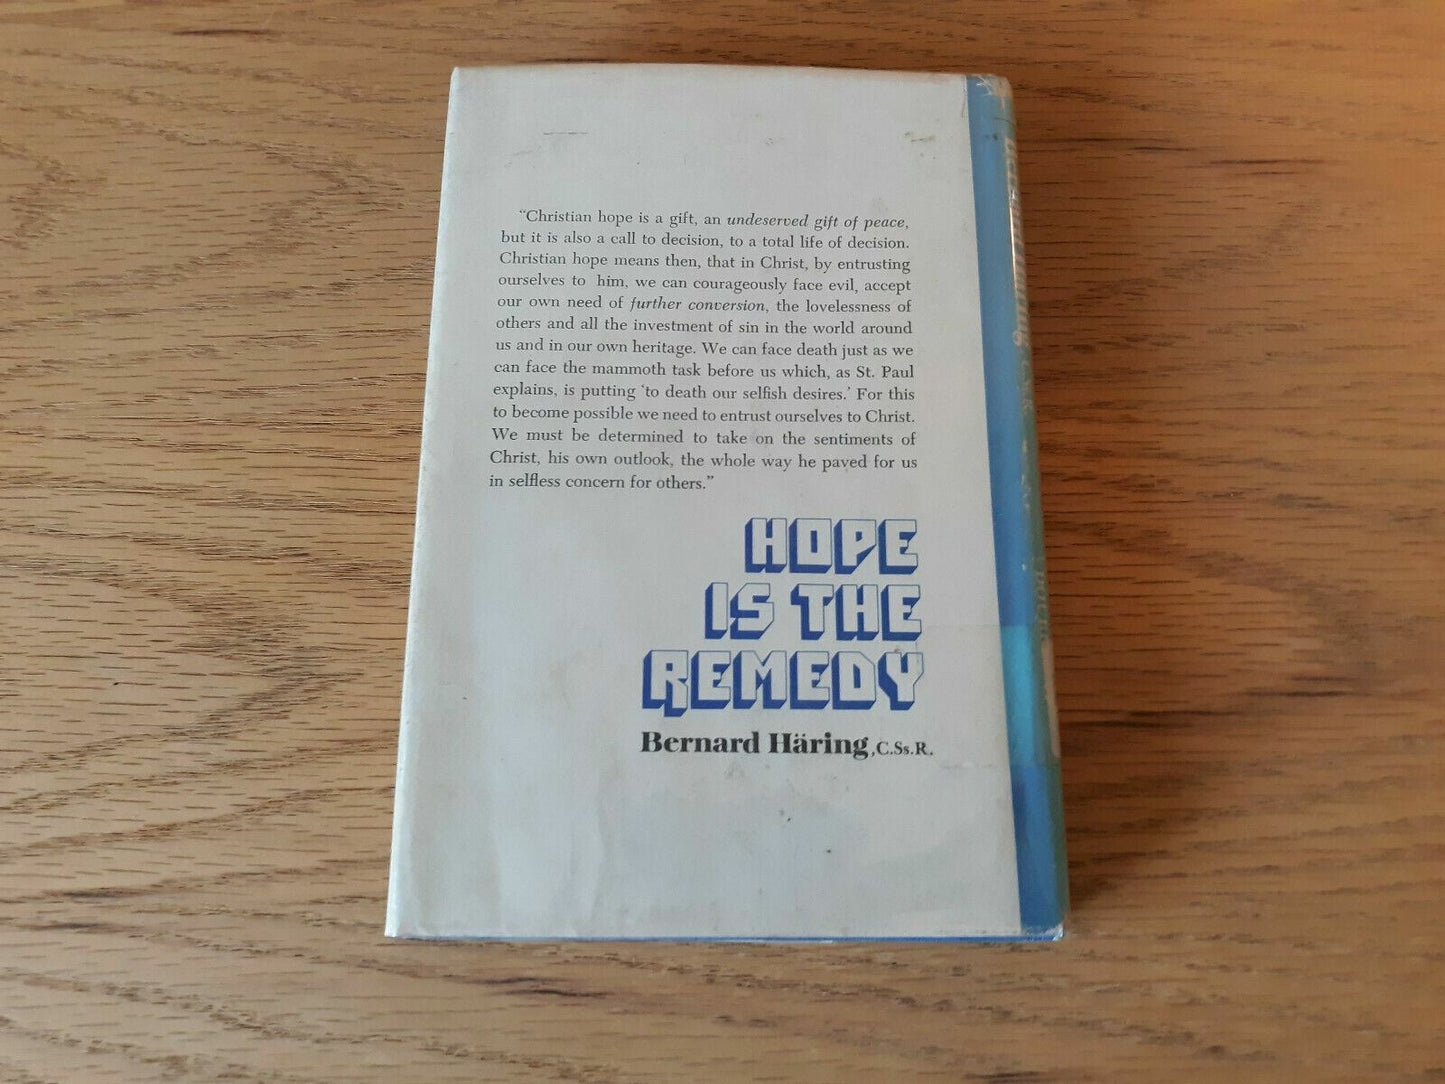 “Christian hope is a gift, an undeserved gift of peace,
but it is also a call to decision, to a total life of decision.
Christian hope means then, that in Christ, by entrusting
ourselves to him, we can courageously face evil, accept
our own need of further conversion, the lovelessness of
others and all the investment of sin in the world around
us and in our own heritage. We can face death just as we
can face the mammoth task before us which, as St. Paul
explains, is putting ‘to death our selfish desires.’ For this
to become possible we need to entrust ourselves to Christ.
We must be determined to take on the sentiments of
Christ, his own outlook, the whole way he paved for us
in selfless concern for others.”
HOPE
IS THE
REMEDY
Bernard Häring, C.Ss.R.